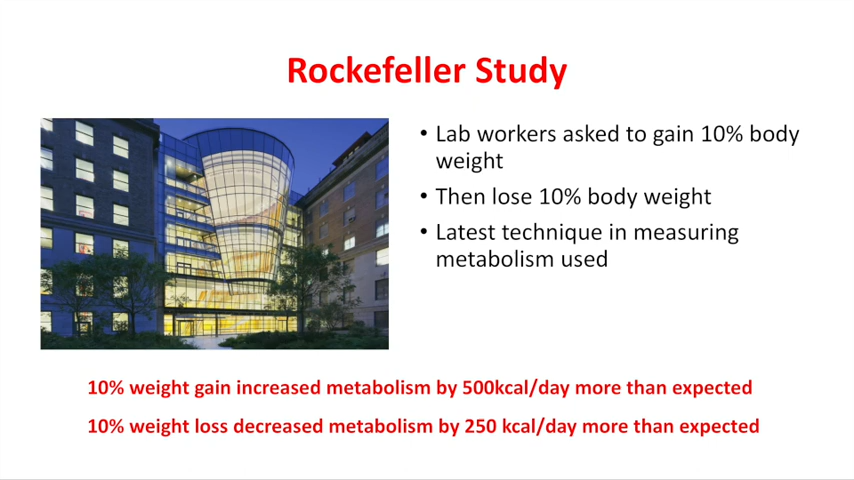 Rockefeller Study
• Lab workers asked to gain 10% body
weight
• Then lose 10% body weight
• Latest technique in measuring
metabolism used
10% weight gain increased metabolism by 500kcal/day more than expected
10% weight loss decreased metabolism by 250 kcal/day more than expected